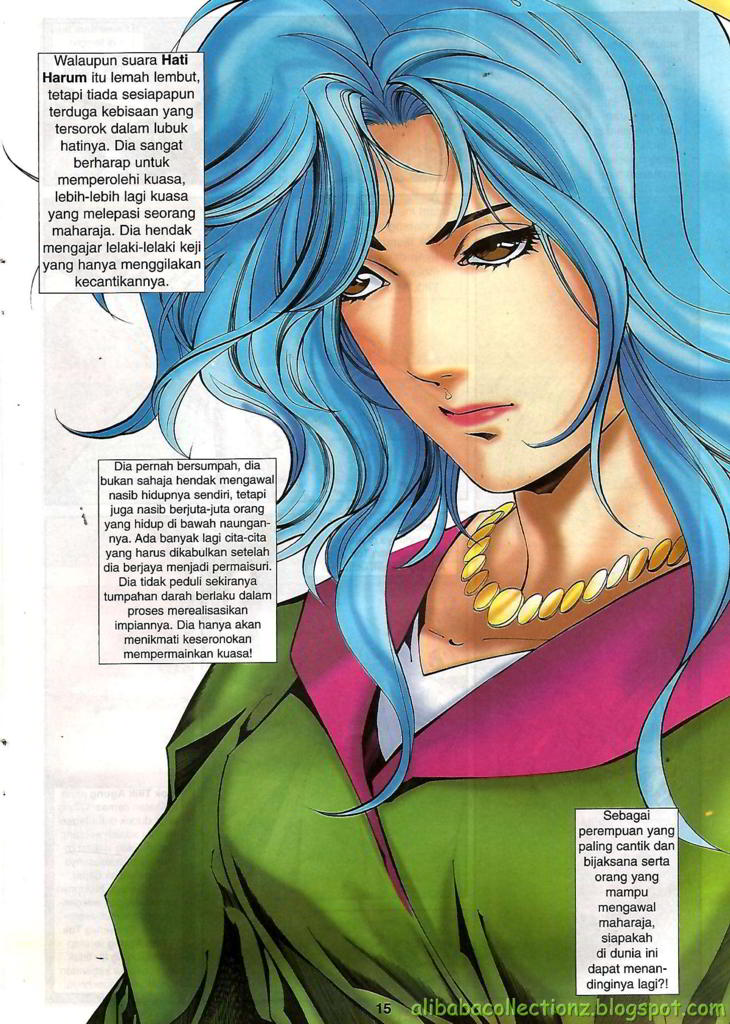 Walaupun suara Hati
Harum itu lemah lembut,
tetapi tiada sesiapapun
terduga kebisaan yang
tersorok dalam lubuk
hatinya. Dia sangat
berharap untuk
memperolehi kuasa,
lebih-lebih lagi kuasa
yang melepasi seorang
maharaja. Dia hendak
mengajar lelaki-lelaki keji
yang hanya menggilakan
kecantikannya.
Dia pernah bersumpah, dia
bukan sahaja hendak mengawal
nasib hidupnya sendiri, tetapi
juga nasib berjuta-juta orang
yang hidup di bawah naungan-
nya. Ada banyak lagi cita-cita
yang harus dikabulkan setelah
dia berjaya menjadi permaisuri.
Dia tidak peduli sekiranya
tumpahan darah berlaku dalam
proses merealisasikan
impiannya. Dia hanya akan
menikmati keseronokan
mempermainkan kuasa!
Sebagai
perempuan yang
paling cantik dan
bijaksana serta
orang yang
mampu
mengawal
maharaja,
siapakah
di dunia ini
dapat menan-
dinginya lagi?!
15
alibabacollectionz.blogspot.com